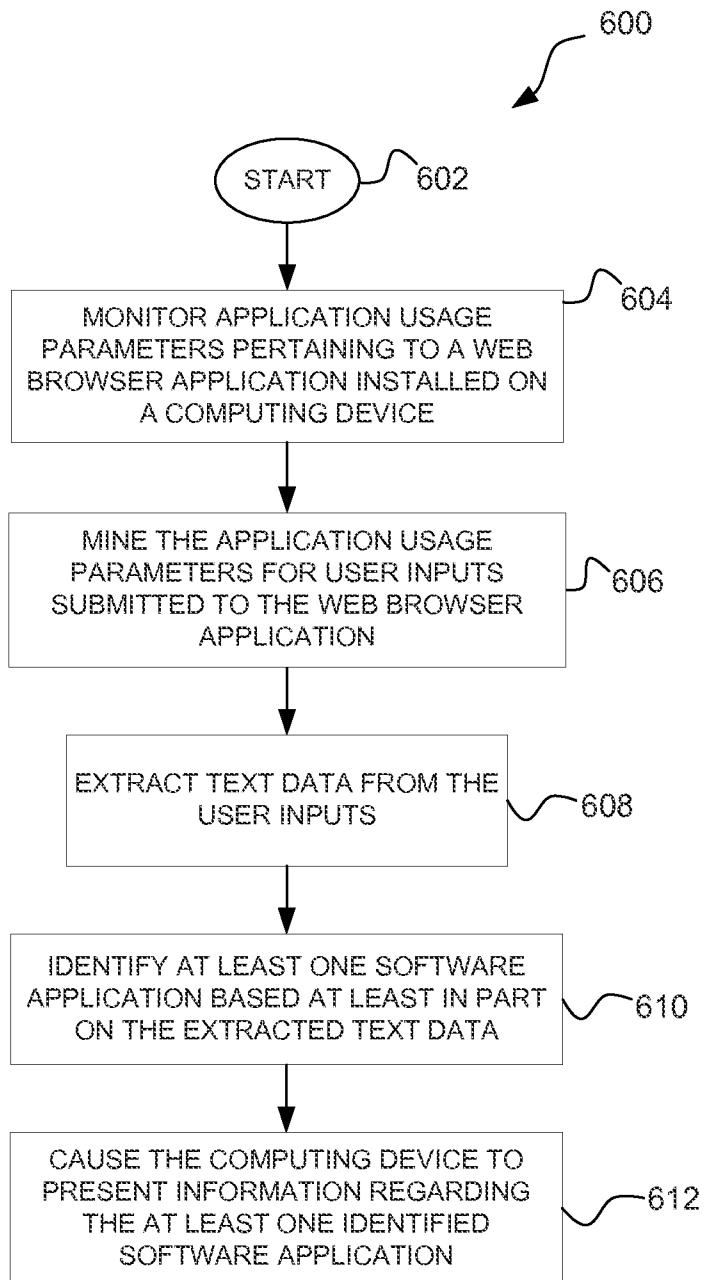 600
START
602
MONITOR APPLICATION USAGE
PARAMETERS PERTAINING TO A WEB
BROWSER APPLICATION INSTALLED ON
A COMPUTING DEVICE
604
MINE THE APPLICATION USAGE
PARAMETERS FOR USER INPUTS
SUBMITTED TO THE WEB BROWSER
APPLICATION
606
EXTRACT TEXT DATA FROM THE
USER INPUTS
608
IDENTIFY AT LEAST ONE SOFTWARE
APPLICATION BASED AT LEAST IN PART
ON THE EXTRACTED TEXT DATA
610
CAUSE THE COMPUTING DEVICE TO
PRESENT INFORMATION REGARDING
THE AT LEAST ONE IDENTIFIED
SOFTWARE APPLICATION
612